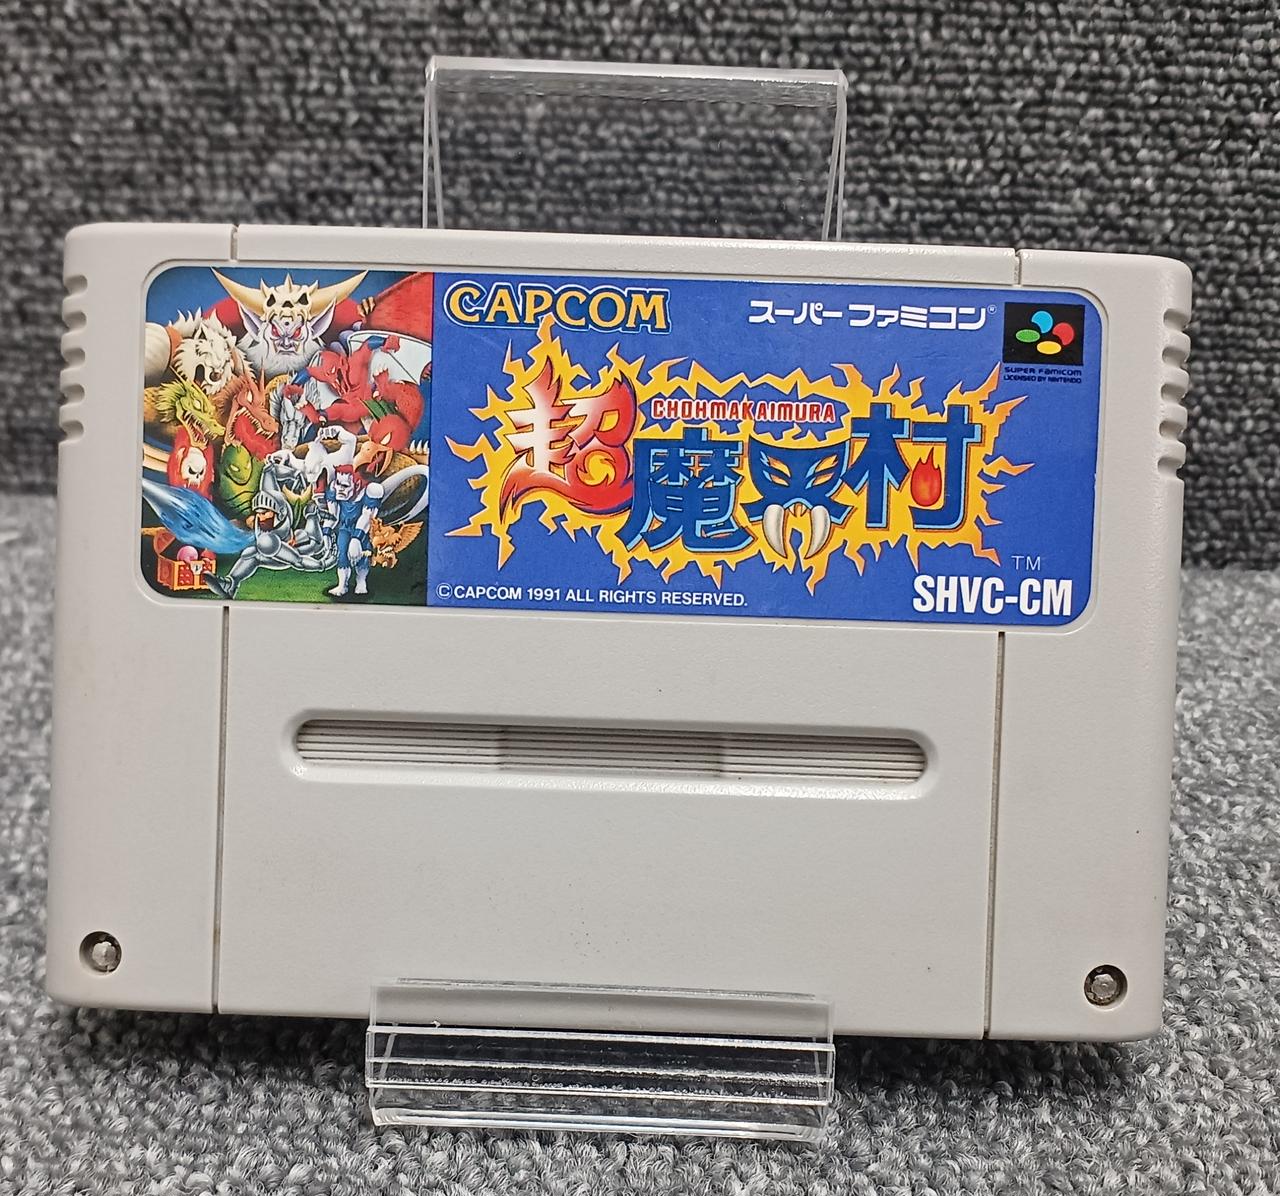 CAPCOM
スーパーファミコン®
SUPER FAMICOM
LICENSED BY NINTENDO
CHOHMAKAIMURA
超魔界村
TM
©CAPCOM 1991 ALL RIGHTS RESERVED.
SHVC-CM